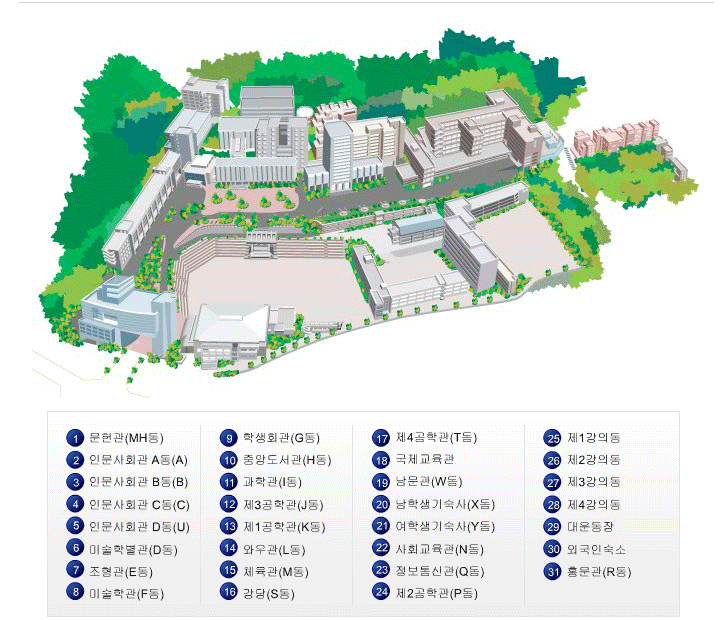 1 문헌관(MH동)
2 인문사회관 A동(A)
3 인문사회관 B동(B)
4 인문사회관 C동(C)
5 인문사회관 D동(U)
6 미술학별관(D동)
7 조형관(E동)
8 미술학관(F동)
9 학생회관(G동)
10 중앙도서관(H동)
11 과학관(I동)
12 제3공학관(J동)
13 제1공학관(K동)
14 와우관(L동)
15 체육관(M동)
16 강당(S동)
17 제4공학관(T동)
18 국제교육관
19 남문관(W동)
20 남학생기숙사(X동)
21 여학생기숙사(Y동)
22 사회교육관(N동)
23 정보통신관(Q동)
24 제2공학관(P동)
25 제1강의동
26 제2강의동
27 제3강의동
28 제4강의동
29 대운동장
30 외국인숙소
31 홍문관(R동)